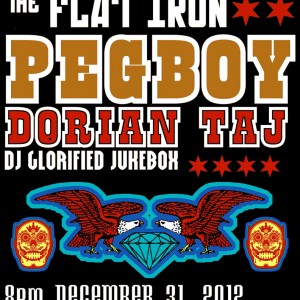 THE FLAT IRON
PEGBOY
DORIAN TAJ
DJ GLORIFIED JUKEBOX
8PM DECEMBER 31, 2012